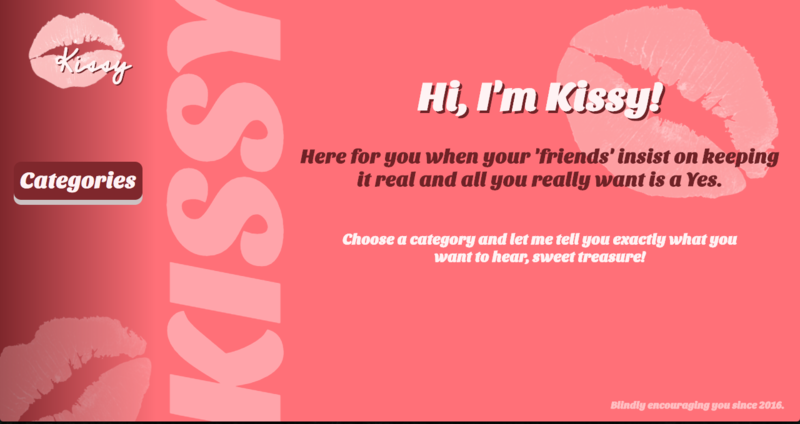 Kissy
Categories
KISSY
Hi, I'm Kissy!
Here for you when your 'friends' insist on keeping
it real and all you really want is a Yes.
Choose a category and let me tell you exactly what you
want to hear, sweet treasure!
Blindly encouraging you since 2016.